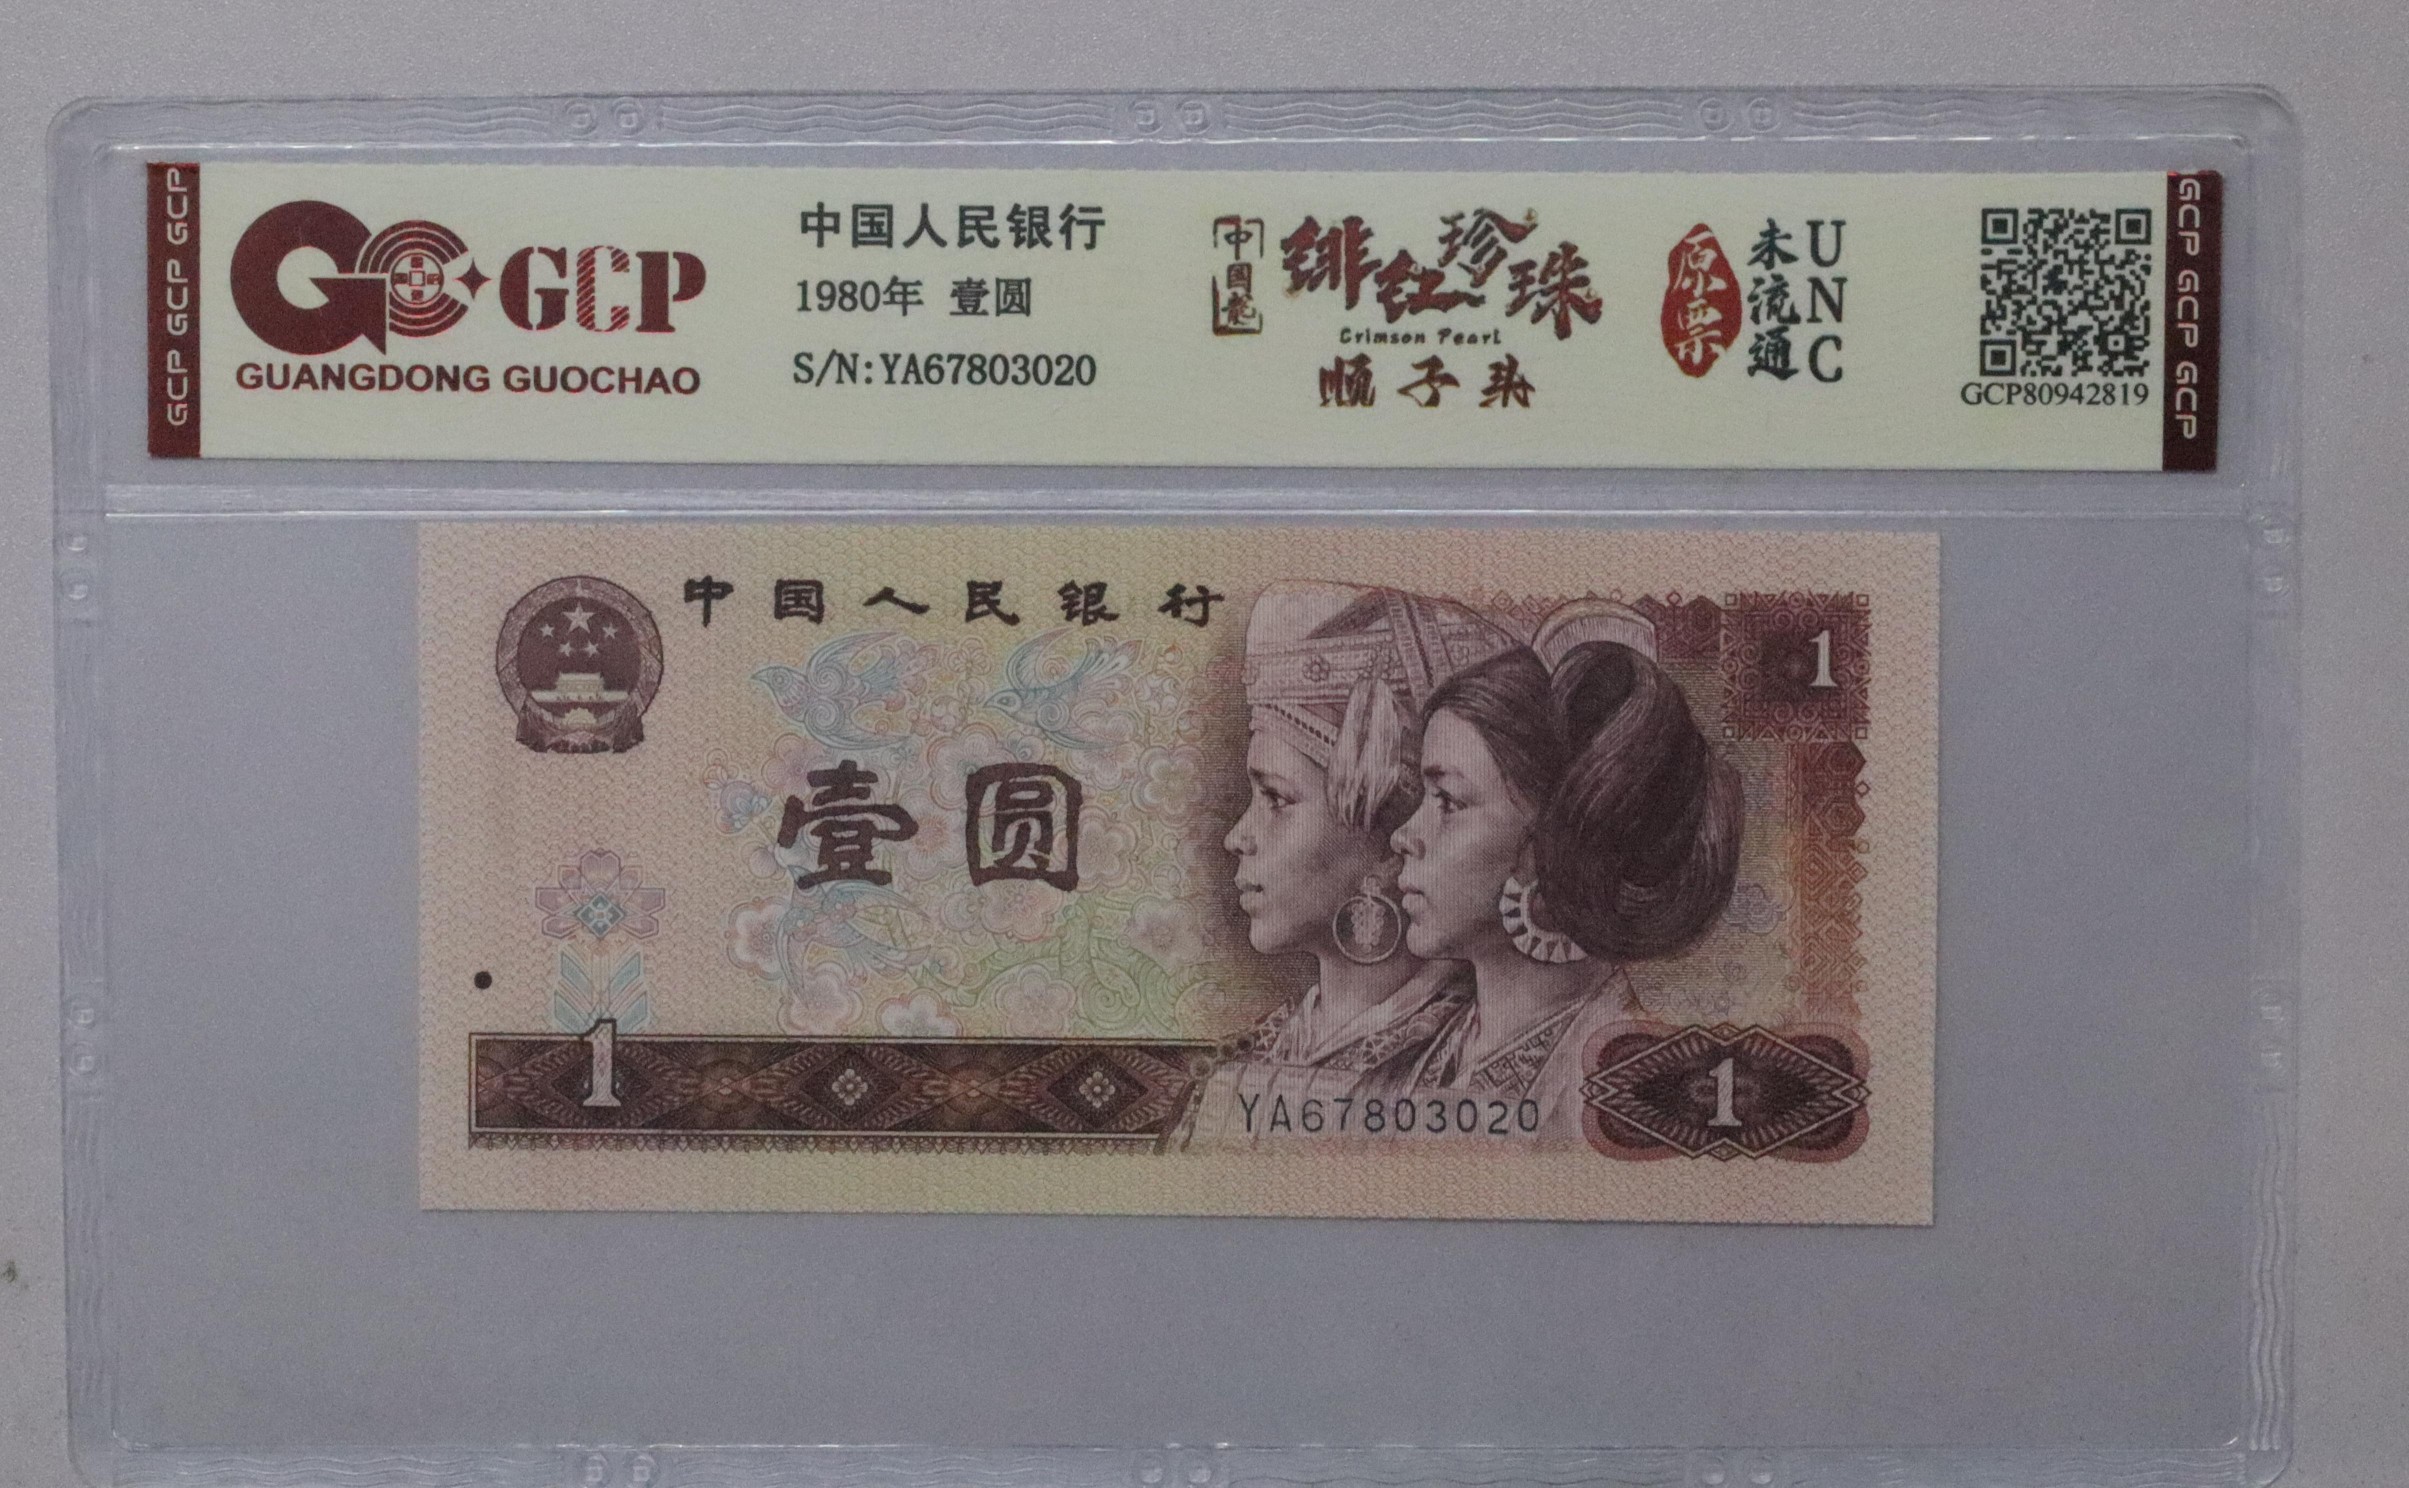 GCP GCP GCP
GCP
GUANGDONG GUOCHAO
中国人民银行
1980年 壹圆
S/N:YA67803020
中国龍
绯红珍珠
Crimson Pearl
顺子
原票
未流通
UNC
GCP80942819
GCP GCP GCP
中国人民银行
1
壹圆
1
YA67803020
1